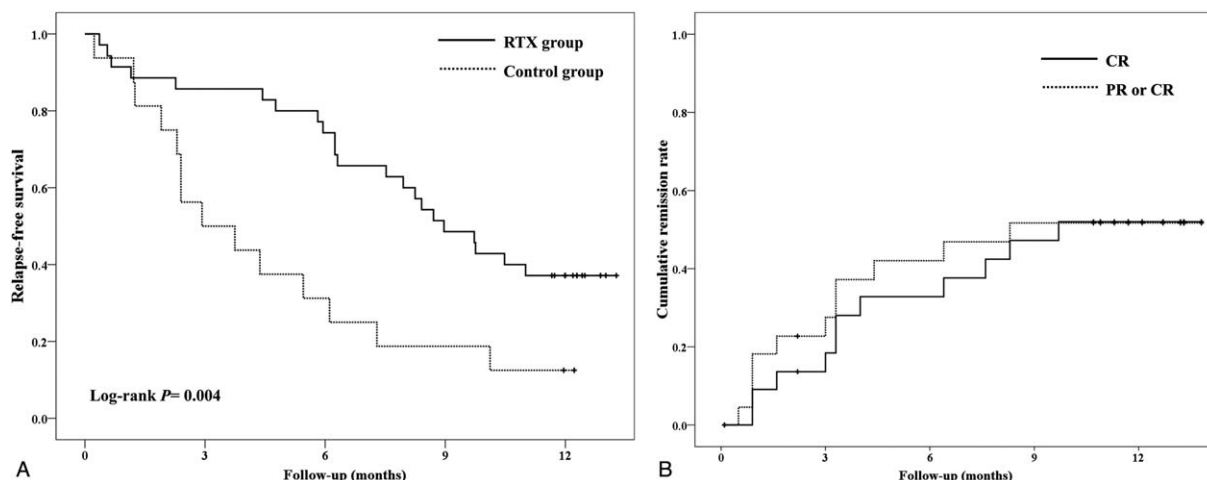 1.0
0.8
0.6
0.4
0.2
0.0
Relapse-free survival
RTX group
Control group
Log-rank P= 0.004
0 3 6 9 12
Follow-up (months)
A
1.0
0.8
0.6
0.4
0.2
0.0
Cumulative remission rate
CR
PR or CR
0 3 6 9 12
Follow-up (months)
B